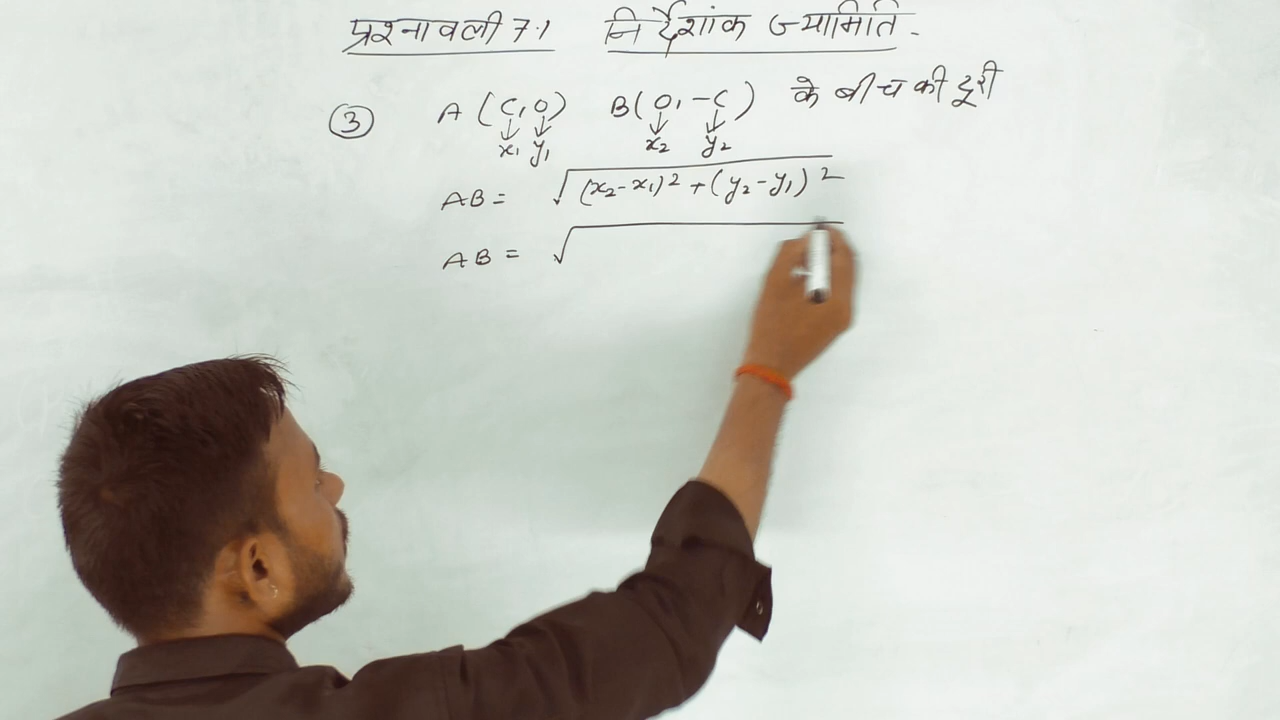 प्रश्नावली 7.1 निर्देशांक ज्यामिति -
③ A (C, 0) B (0, -C) के बीच की दूरी
↓ ↓ ↓ ↓
x₁ y₁ x₂ y₂
AB = √(x₂-x₁)² + (y₂-y₁)²
AB = √